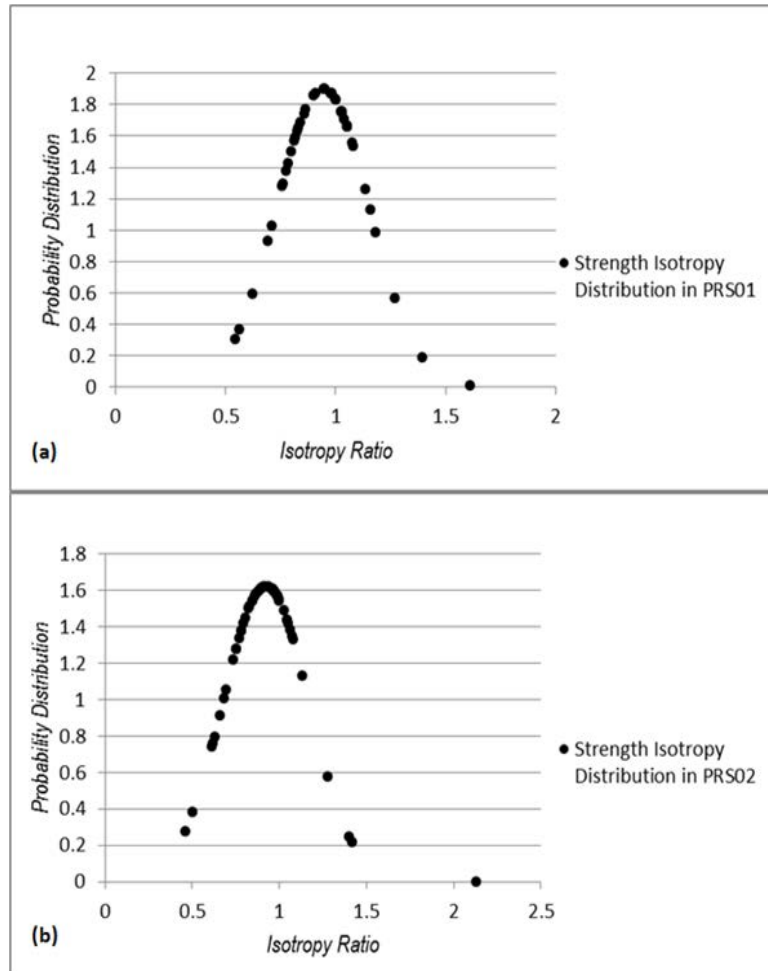 2
1.8
1.6
1.4
1.2
1
0.8
0.6
0.4
0.2
0
Probability Distribution
0 0.5 1 1.5 2
Isotropy Ratio
Strength Isotropy
Distribution in PRS01
(a)
1.8
1.6
1.4
1.2
1
0.8
0.6
0.4
0.2
0
Probability Distribution
0 0.5 1 1.5 2 2.5
Isotropy Ratio
Strength Isotropy
Distribution in PRS02
(b)